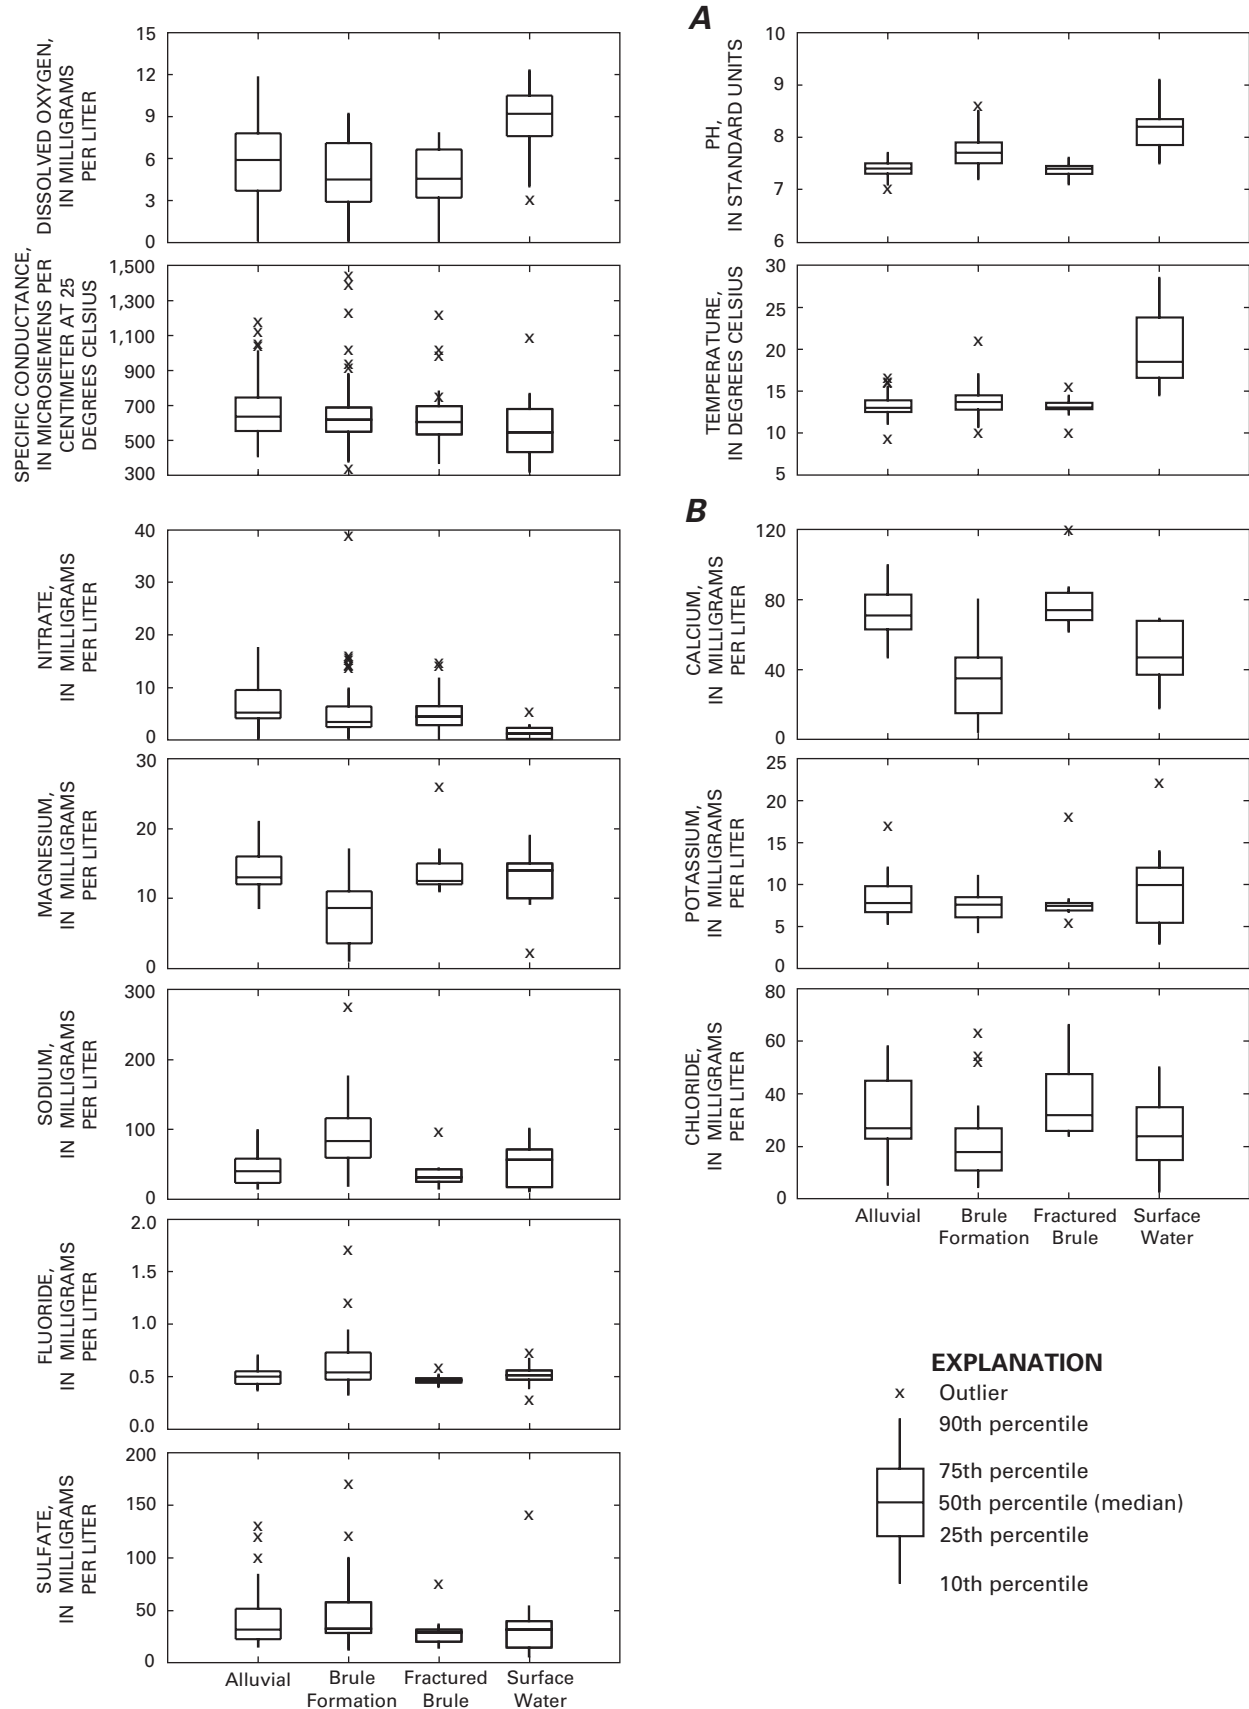 A
DISSOLVED OXYGEN,
IN MILLIGRAMS
PER LITER
15
12
9
6
3
0
x
PH,
IN STANDARD UNITS
10
9
8
7
6
x
x
SPECIFIC CONDUCTANCE,
IN MICROSIEMENS PER
CENTIMETER AT 25
DEGREES CELSIUS
1,500
1,300
1,100
900
700
500
300
x x x x
x x x x x x x
x x x x
x
TEMPERATURE,
IN DEGREES CELSIUS
30
25
20
15
10
5
x x x x
x x
x x
B
NITRATE,
IN MILLIGRAMS
PER LITER
40
30
20
10
0
x
x x x x
x x
x
CALCIUM,
IN MILLIGRAMS
PER LITER
120
80
40
0
x
MAGNESIUM,
IN MILLIGRAMS
PER LITER
30
20
10
0
x
x
POTASSIUM,
IN MILLIGRAMS
PER LITER
25
20
15
10
5
0
x
x
x
x
SODIUM,
IN MILLIGRAMS
PER LITER
300
200
100
0
x
x
CHLORIDE,
IN MILLIGRAMS
PER LITER
80
60
40
20
0
x
x
x
Alluvial
Brule
Formation
Fractured
Brule
Surface
Water
FLUORIDE,
IN MILLIGRAMS
PER LITER
2.0
1.5
1.0
0.5
0.0
x
x
x
x
x
SULFATE,
IN MILLIGRAMS
PER LITER
200
150
100
50
0
x
x
x
x
x
x
x
Alluvial
Brule
Formation
Fractured
Brule
Surface
Water
EXPLANATION
x Outlier
90th percentile
75th percentile
50th percentile (median)
25th percentile
10th percentile